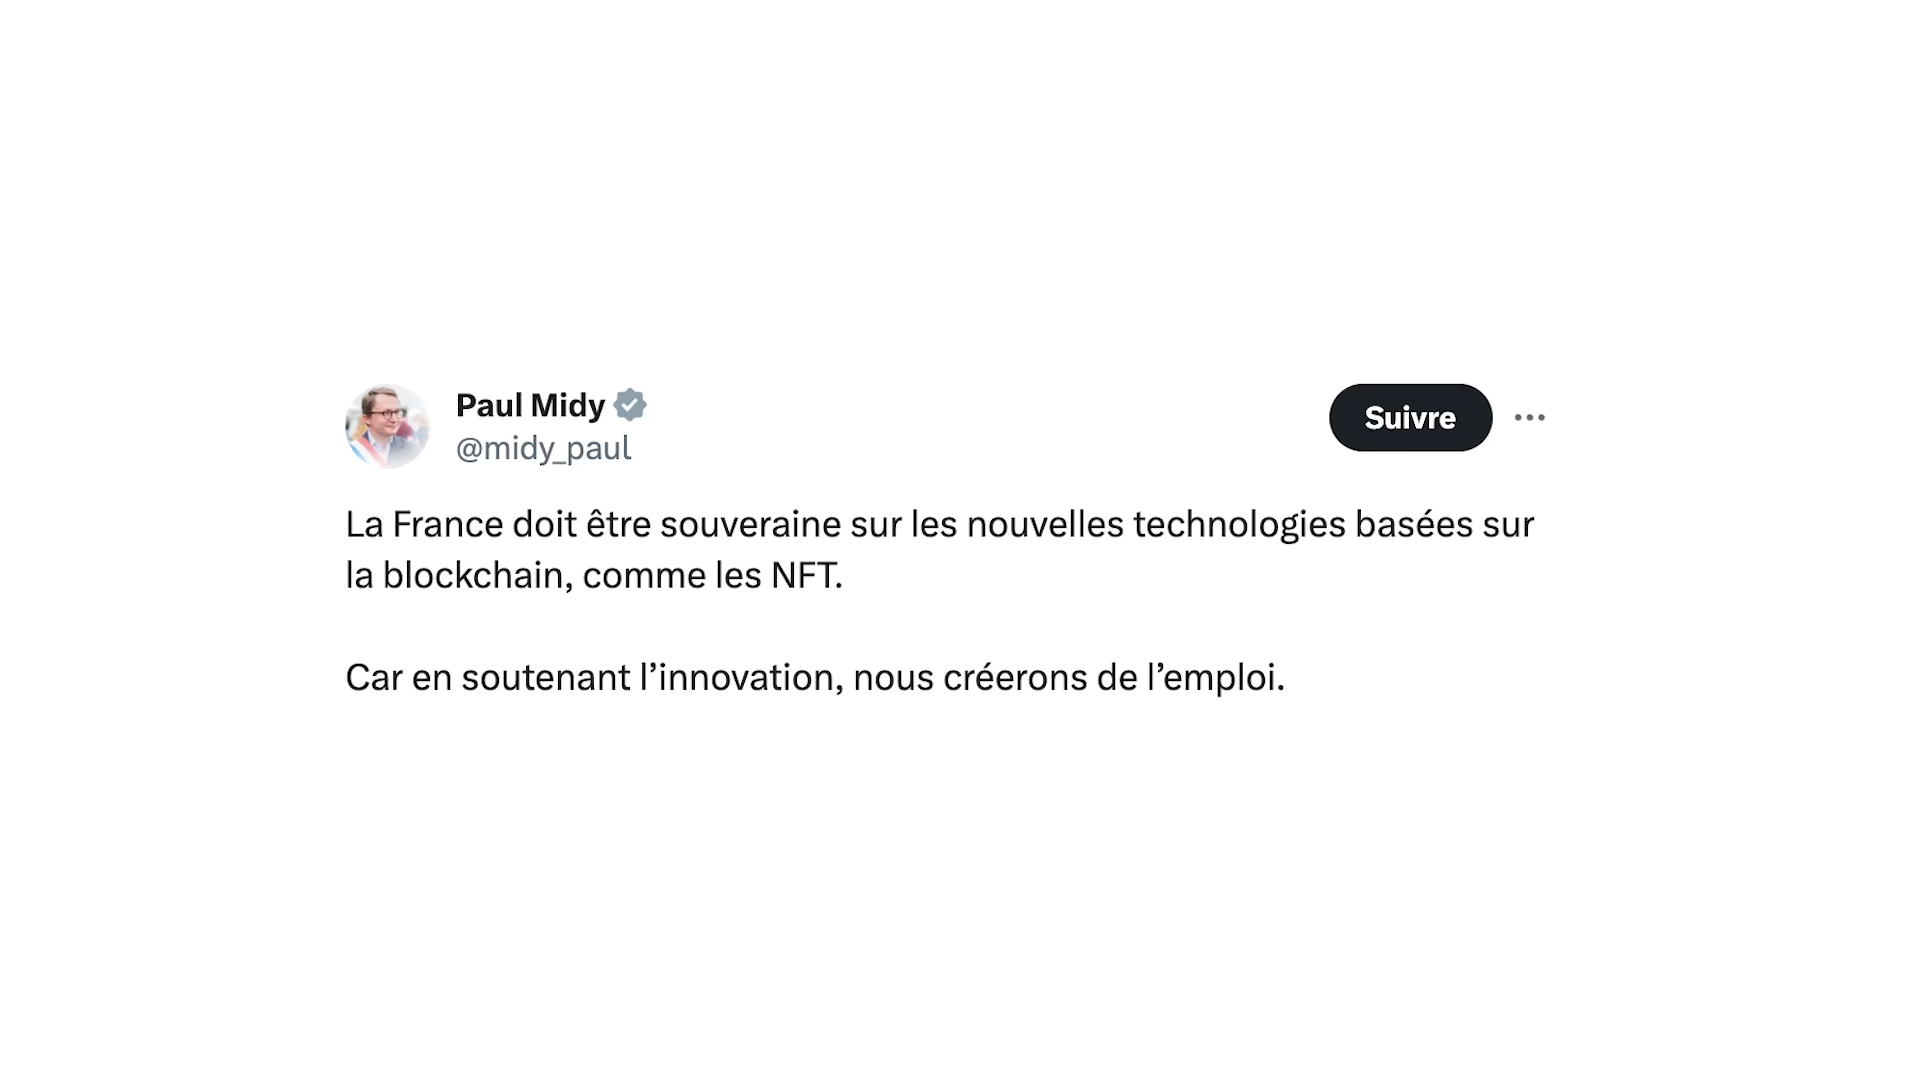 Paul Midy
@midy_paul
Suivre
La France doit être souveraine sur les nouvelles technologies basées sur
la blockchain, comme les NFT.
Car en soutenant l’innovation, nous créerons de l’emploi.